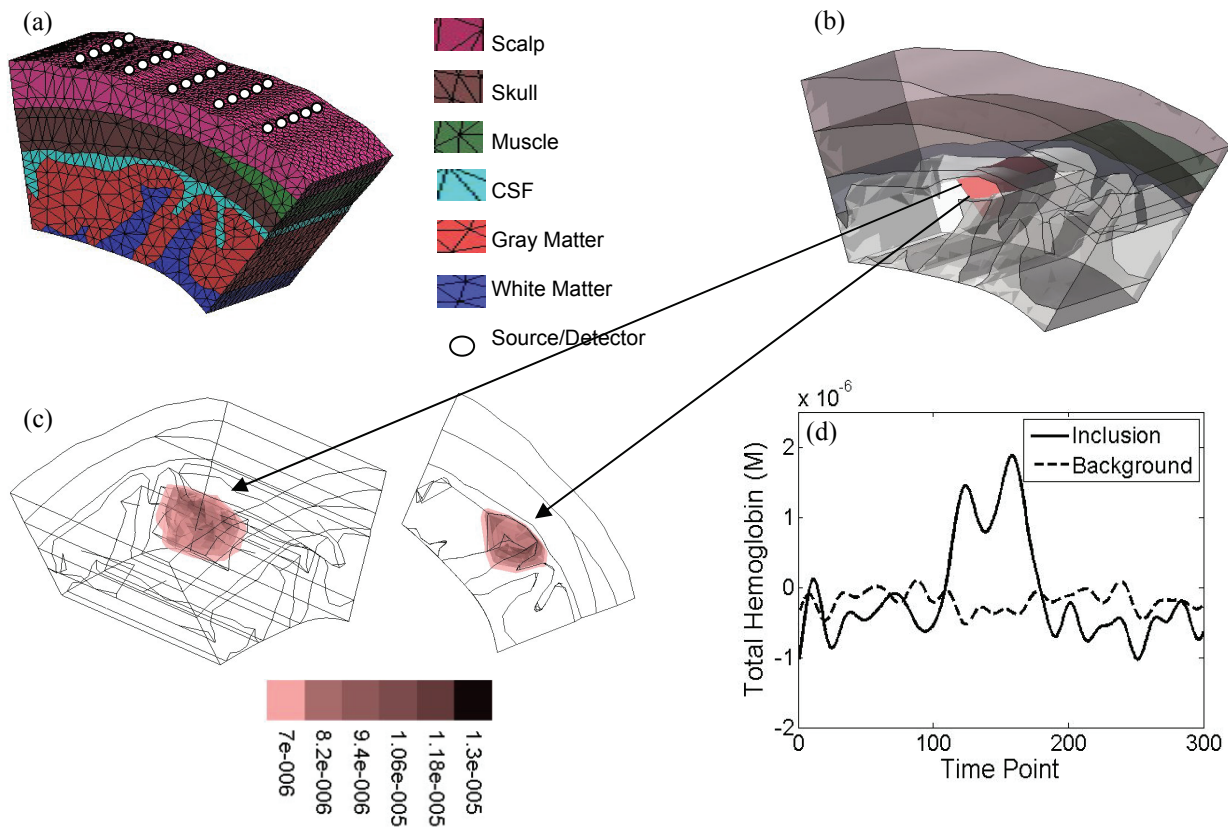 (a)
Scalp
Skull
Muscle
CSF
Gray Matter
White Matter
Source/Detector
(b)
(c)
7e-006
8.2e-006
9.4e-006
1.06e-005
1.18e-005
1.3e-005
(d)
x 10^-6
Inclusion
Background
Total Hemoglobin (M)
2
1
0
-1
-2
0
100
200
300
Time Point